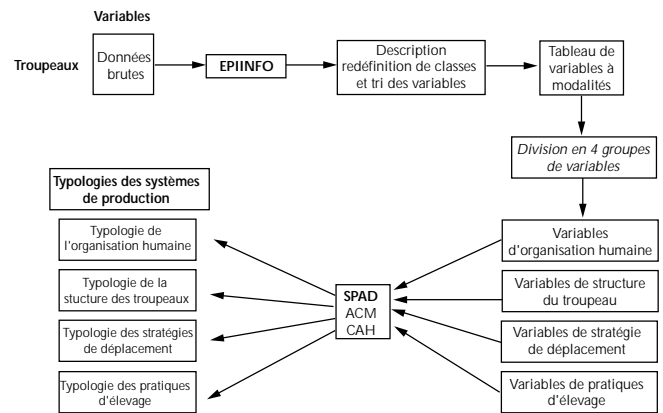 Variables
Troupeaux
Données
brutes
EPIINFO
Description
redéfinition de classes
et tri des variables
Tableau de
variables à
modalités
Division en 4 groupes
de variables
Typologies des systèmes
de production
Typologie de
l'organisation humaine
Typologie de la
stucture des troupeaux
Typologie des stratégies
de déplacement
Typologie des pratiques
d'élevage
SPAD
ACM
CAH
Variables
d'organisation humaine
Variables de structure
du troupeau
Variables de stratégie
de déplacement
Variables de pratiques
d'élevage